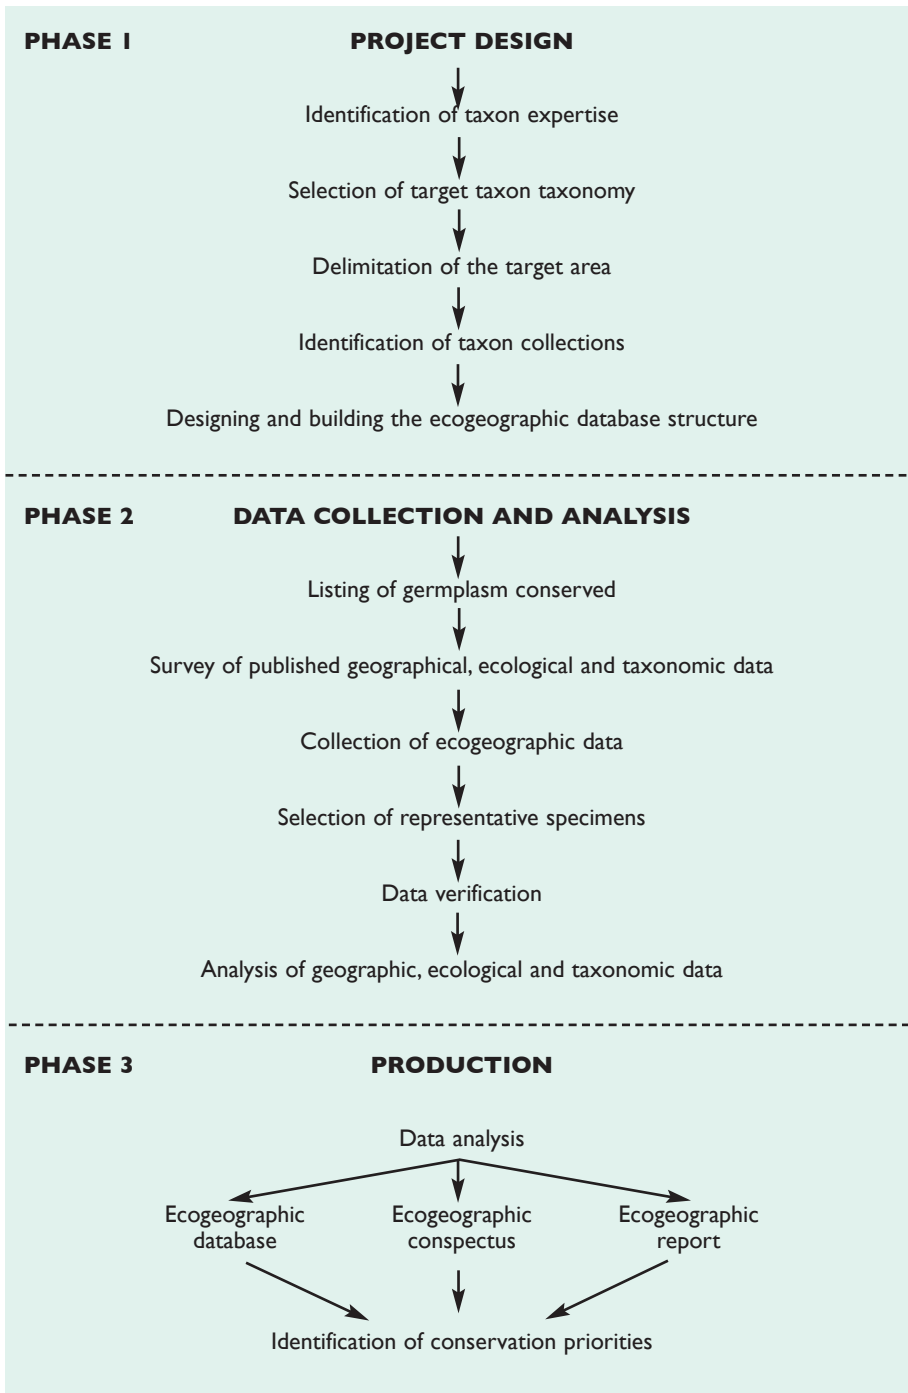 PHASE 1 PROJECT DESIGN
Identification of taxon expertise
Selection of target taxon taxonomy
Delimitation of the target area
Identification of taxon collections
Designing and building the ecogeographic database structure
PHASE 2 DATA COLLECTION AND ANALYSIS
Listing of germplasm conserved
Survey of published geographical, ecological and taxonomic data
Collection of ecogeographic data
Selection of representative specimens
Data verification
Analysis of geographic, ecological and taxonomic data
PHASE 3 PRODUCTION
Data analysis
Ecogeographic
database
Ecogeographic
conspectus
Ecogeographic
report
Identification of conservation priorities